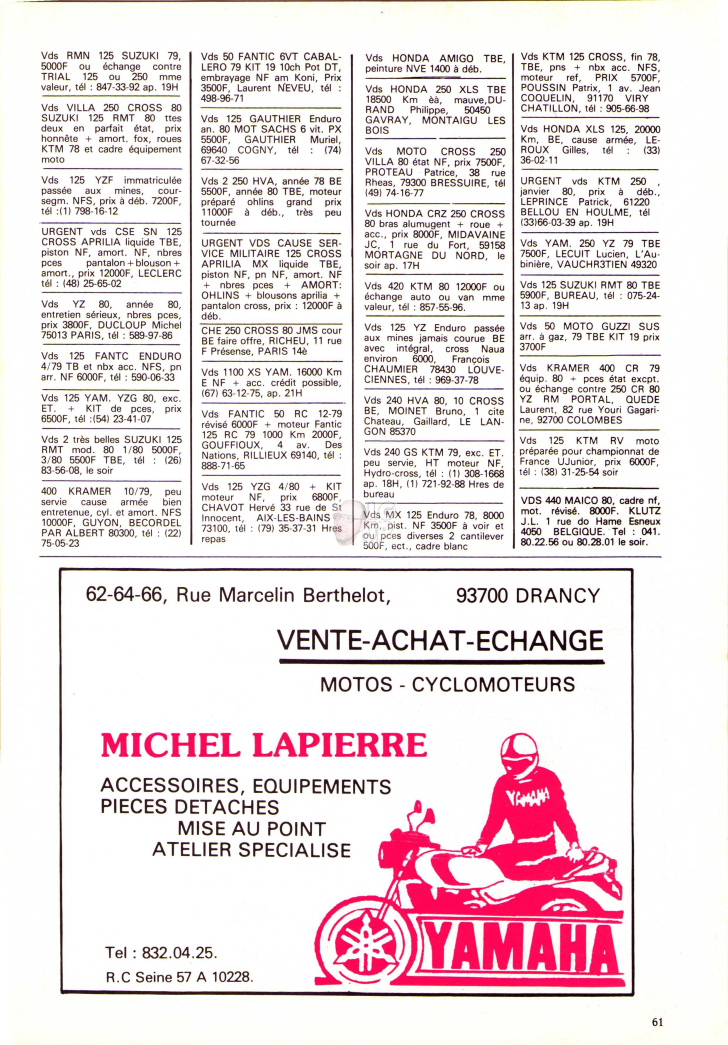 Vds RMN 125 SUZUKI 79,
5000F ou échange contre
TRIAL 125 ou 250 mme
valeur, tél : 847-33-92 ap. 19H
Vds VILLA 250 CROSS 80
SUZUKI 125 RMT 80 ttes
deux en parfait état, prix
honnête + amort. fox, roues
KTM 78 et cadre équipement
moto
Vds 125 YZF immatriculée
passée aux mines, cour-
segm. NFS, prix à déb. 7200F,
tél :(1) 798-16-12
URGENT vds CSE SN 125
CROSS APRILIA liquide TBE,
piston NF, amort. NF, nbres
pces pantalon + blouson +
amort., prix 12000F, LECLERC
tél : (48) 25-65-02
Vds YZ 80, année 80,
entretien sérieux, nbres pces,
prix 3800F, DUCLOUP Michel
75013 PARIS, tél : 589-97-86
Vds 125 FANTC ENDURO
4/79 TB et nbx acc. NFS, pn
arr. NF 6000F, tél : 590-06-33
Vds 125 YAM. YZG 80, exc.
ET. + KIT de pces, prix
6500F, tél :(54) 23-41-07
Vds 2 très belles SUZUKI 125
RMT mod. 80 1/80 5000F,
3/80 5500F TBE, tél : (26)
83-56-08, le soir
400 KRAMER 10/79, peu
servie cause armée bien
entretenue, cyl. et amort. NFS
10000F, GUYON, BECORDEL
PAR ALBERT 80300, tél : (22)
75-05-23
Vds 50 FANTIC 6VT CABAL-
LERO 79 KIT 19 10ch Pot DT,
embrayage NF am Koni, Prix
3500F, Laurent NEVEU, tél :
498-96-71
Vds 125 GAUTHIER Enduro
an. 80 MOT SACHS 6 vit. PX
5500F, GAUTHIER Muriel,
69640 COGNY, tél : (74)
67-32-56
Vds 2 250 HVA, année 78 BE
5500F, année 80 TBE, moteur
préparé ohlins grand prix
11000F à déb., très peu
tournée
URGENT VDS CAUSE SER-
VICE MILITAIRE 125 CROSS
APRILIA MX liquide TBE,
piston NF, pn NF, amort. NF
+ nbres pces + AMORT:
OHLINS + blousons aprilia +
pantalon cross, prix : 12000F à
déb.
CHE 250 CROSS 80 JMS cour
BE faire offre, RICHEU, 11 rue
F Présense, PARIS 14è
Vds 1100 XS YAM. 16000 Km
E NF + acc. crédit possible,
(67) 63-12-75, ap. 21H
Vds FANTIC 50 RC 12-79
révisé 6000F + moteur Fantic
125 RC 79 1000 Km 2000F,
GOUFFIOUX, 4 av. Des
Nations, RILLIEUX 69140, tél :
888-71-65
Vds 125 YZG 4/80 + KIT
moteur NF, prix 6800F,
CHAVOT Hervé 33 rue de St
Innocent, AIX-LES-BAINS
73100, tél : (79) 35-37-31 Hres
repas
Vds HONDA AMIGO TBE,
peinture NVE 1400 à déb.
Vds HONDA 250 XLS TBE
18500 Km èà, mauve,DU-
RAND Philippe, 50450
GAVRAY, MONTAIGU LES
BOIS
Vds MOTO CROSS 250
VILLA 80 état NF, prix 7500F,
PROTEAU Patrice, 38 rue
Rheas, 79300 BRESSUIRE, tél
(49) 74-16-77
Vds HONDA CRZ 250 CROSS
80 bras alumugent + roue +
acc., prix 8000F, MIDAVAINE
JC, 1 rue du Fort, 59158
MORTAGNE DU NORD, le
soir ap. 17H
Vds 420 KTM 80 12000F ou
échange auto ou van mme
valeur, tél : 857-55-96.
Vds 125 YZ Enduro passée
aux mines jamais courue BE
avec intégral, cross Naua
environ 6000, François
CHAUMIER 78430 LOUVE-
CIENNES, tél : 969-37-78
Vds 240 HVA 80, 10 CROSS
BE, MOINET Bruno, 1 cite
Chateau, Gaillard, LE LAN-
GON 85370
Vds 240 GS KTM 79, exc. ET.
peu servie, HT moteur NF,
Hydro-cross, tél : (1) 308-1668
ap. 18H, (1) 721-92-88 Hres de
bureau
Vds MX 125 Enduro 78, 8000
Km, pist. NF 3500F à voir et
ou pces diverses 2 cantilever
500F, ect., cadre blanc
Vds KTM 125 CROSS, fin 78,
TBE, pns + nbx acc. NFS,
moteur ref, PRIX 5700F,
POUSSIN Patrix, 1 av. Jean
COQUELIN, 91170 VIRY
CHATILLON, tél : 905-66-98
Vds HONDA XLS 125, 20000
Km, BE, cause armée, LE-
ROUX Gilles, tél : (33)
36-02-11
URGENT vds KTM 250 ,
janvier 80, prix à déb.,
LEPRINCE Patrick, 61220
BELLOU EN HOULME, tél
(33)66-03-39 ap. 19H
Vds YAM. 250 YZ 79 TBE
7500F, LECUIT Lucien, L'Au-
binière, VAUCHR3TIEN 49320
Vds 125 SUZUKI RMT 80 TBE
5900F, BUREAU, tél : 075-24-
13 ap. 19H
Vds 50 MOTO GUZZI SUS
arr. à gaz, 79 TBE KIT 19 prix
3700F
Vds KRAMER 400 CR 79
équip. 80 + pces état excpt.
ou échange contre 250 CR 80
YZ RM PORTAL, QUEDE
Laurent, 82 rue Youri Gagari-
ne, 92700 COLOMBES
Vds 125 KTM RV moto
préparée pour championnat de
France UJunior, prix 6000F,
tél : (38) 31-25-54 soir
VDS 440 MAICO 80, cadre nf,
mot. révisé. 8000F. KLUTZ
J.L. 1 rue do Hame Esneux
4050 BELGIQUE. Tel : 041.
80.22.56 ou 80.28.01 le soir.
62-64-66, Rue Marcelin Berthelot, 93700 DRANCY
VENTE-ACHAT-ECHANGE
MOTOS - CYCLOMOTEURS
MICHEL LAPIERRE
ACCESSOIRES, EQUIPEMENTS
PIECES DETACHES
MISE AU POINT
ATELIER SPECIALISE
YAMAHA
YAMAHA
Tel : 832.04.25.
R.C Seine 57 A 10228.
61